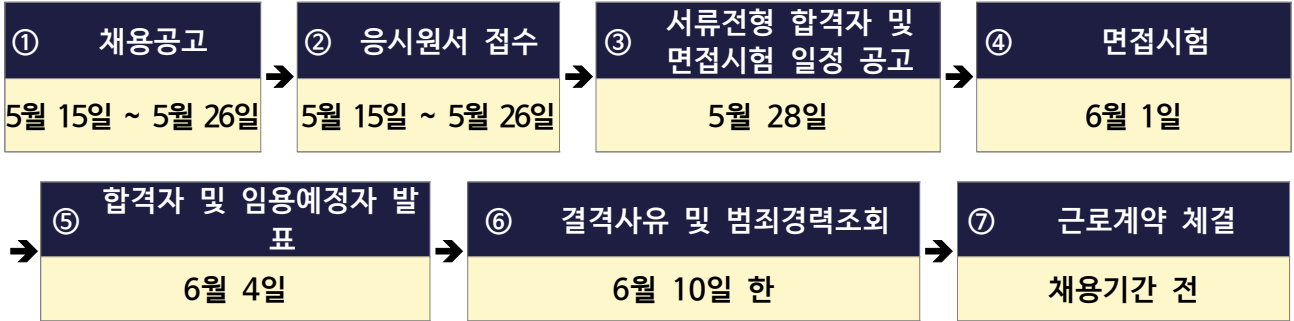 ① 채용공고
② 응시원서 접수
③ 서류전형 합격자 및
면접시험 일정 공고
④ 면접시험
5월 15일 ~ 5월 26일
5월 15일 ~ 5월 26일
5월 28일
6월 1일
⑤ 합격자 및 임용예정자 발
표
⑥ 결격사유 및 범죄경력조회
⑦ 근로계약 체결
6월 4일
6월 10일 한
채용기간 전